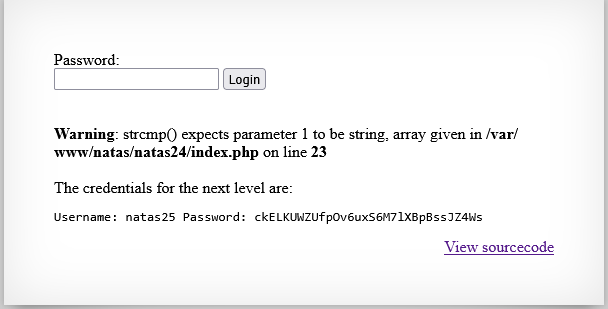 Password:
Login
Warning: strcmp() expects parameter 1 to be string, array given in /var/
www/natas/natas24/index.php on line 23
The credentials for the next level are:
Username: natas25 Password: ckELKUWZUfpOv6uxS6M7lXBpBssJZ4Ws
View sourcecode